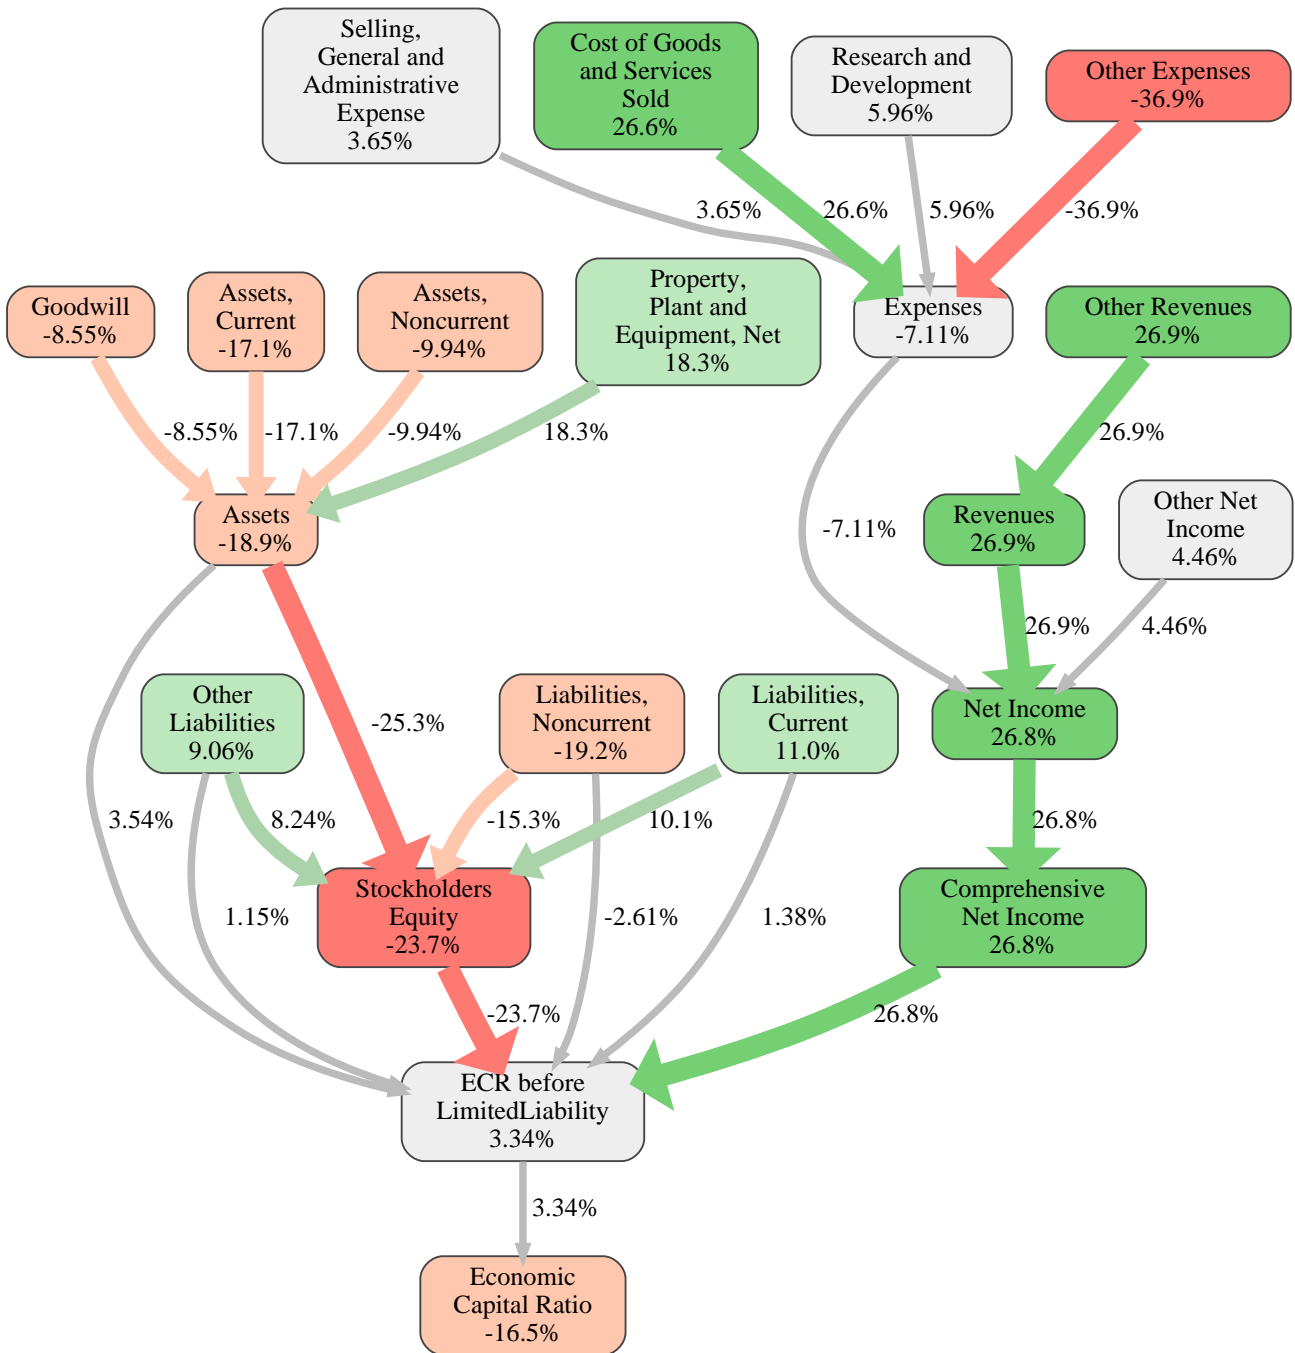 Selling,
General and
Administrative
Expense
3.65%
Cost of Goods
and Services
Sold
26.6%
Research and
Development
5.96%
Other Expenses
-36.9%
3.65%
26.6%
5.96%
-36.9%
Goodwill
-8.55%
Assets,
Current
-17.1%
Assets,
Noncurrent
-9.94%
Property,
Plant and
Equipment, Net
18.3%
Expenses
-7.11%
Other Revenues
26.9%
-8.55%
-17.1%
-9.94%
18.3%
26.9%
Assets
-18.9%
-7.11%
Revenues
26.9%
Other Net
Income
4.46%
26.9%
4.46%
Other
Liabilities
9.06%
-25.3%
Liabilities,
Noncurrent
-19.2%
Liabilities,
Current
11.0%
Net Income
26.8%
3.54%
8.24%
-15.3%
10.1%
26.8%
Stockholders
Equity
-23.7%
1.15%
-2.61%
1.38%
Comprehensive
Net Income
26.8%
-23.7%
26.8%
ECR before
LimitedLiability
3.34%
3.34%
Economic
Capital Ratio
-16.5%